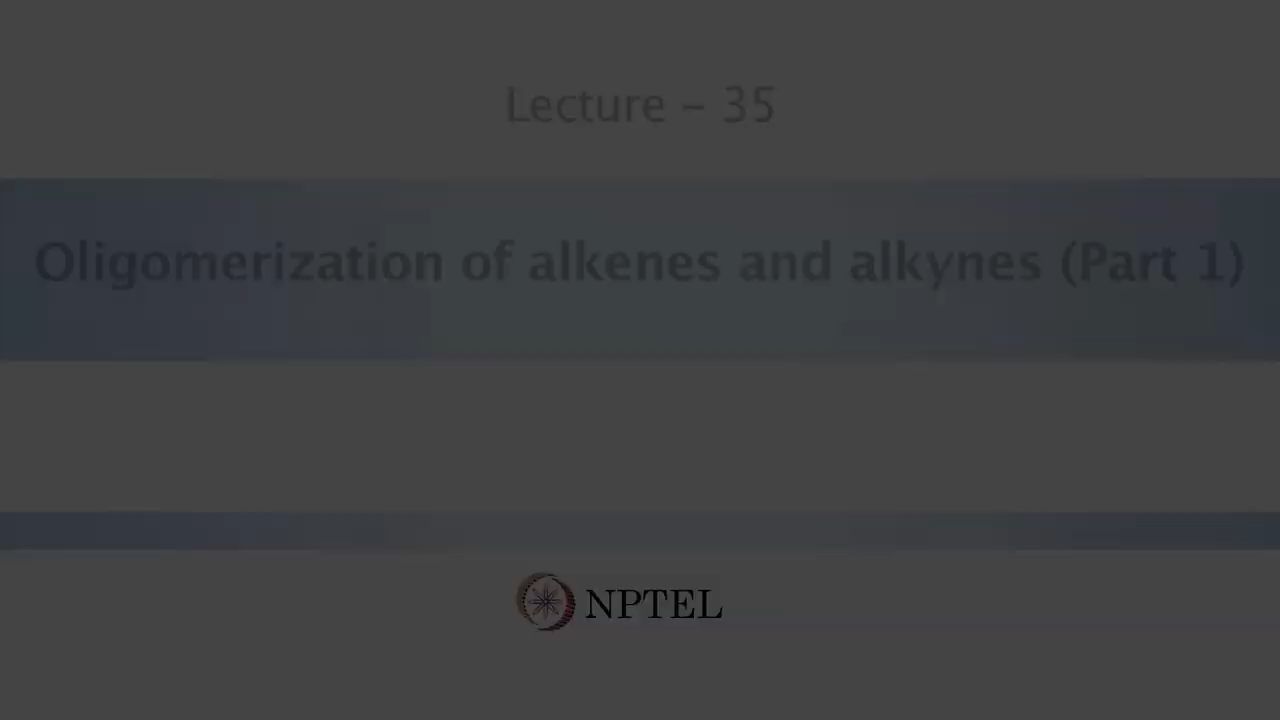 Lecture – 35
Oligomerization of alkenes and alkynes (Part 1)
NPTEL